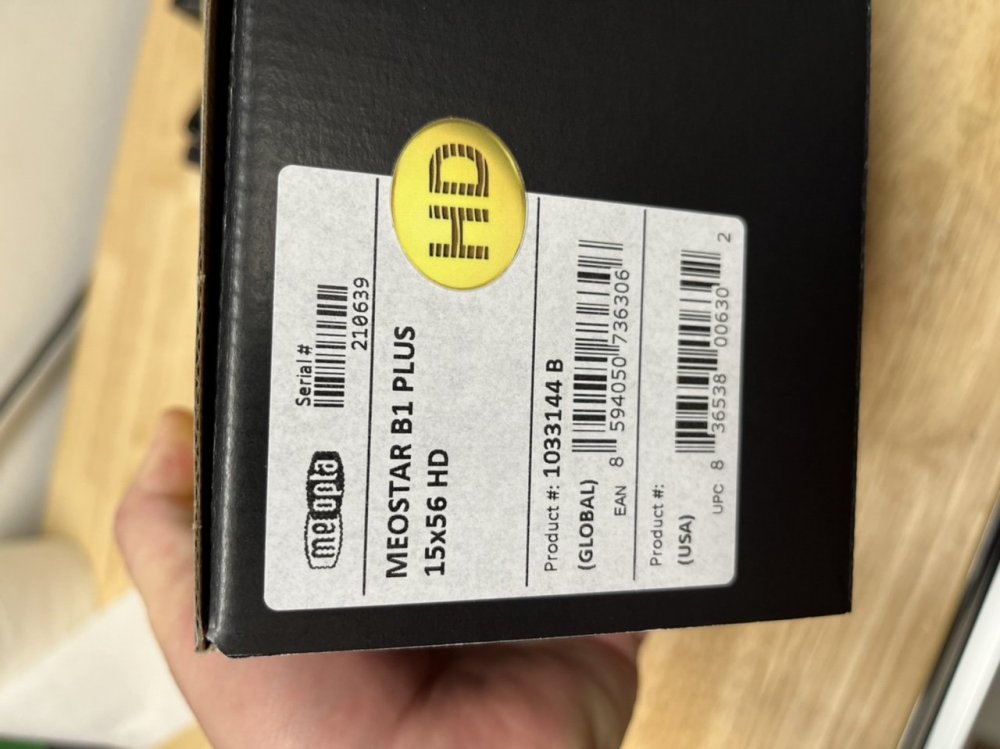 meopta
Serial #
210639
MEOSTAR B1 PLUS
15x56 HD
HD
Product #: 1033144 B
(GLOBAL)
EAN 8 594050 736306
Product #:
(USA)
UPC 8 36538 00630 2